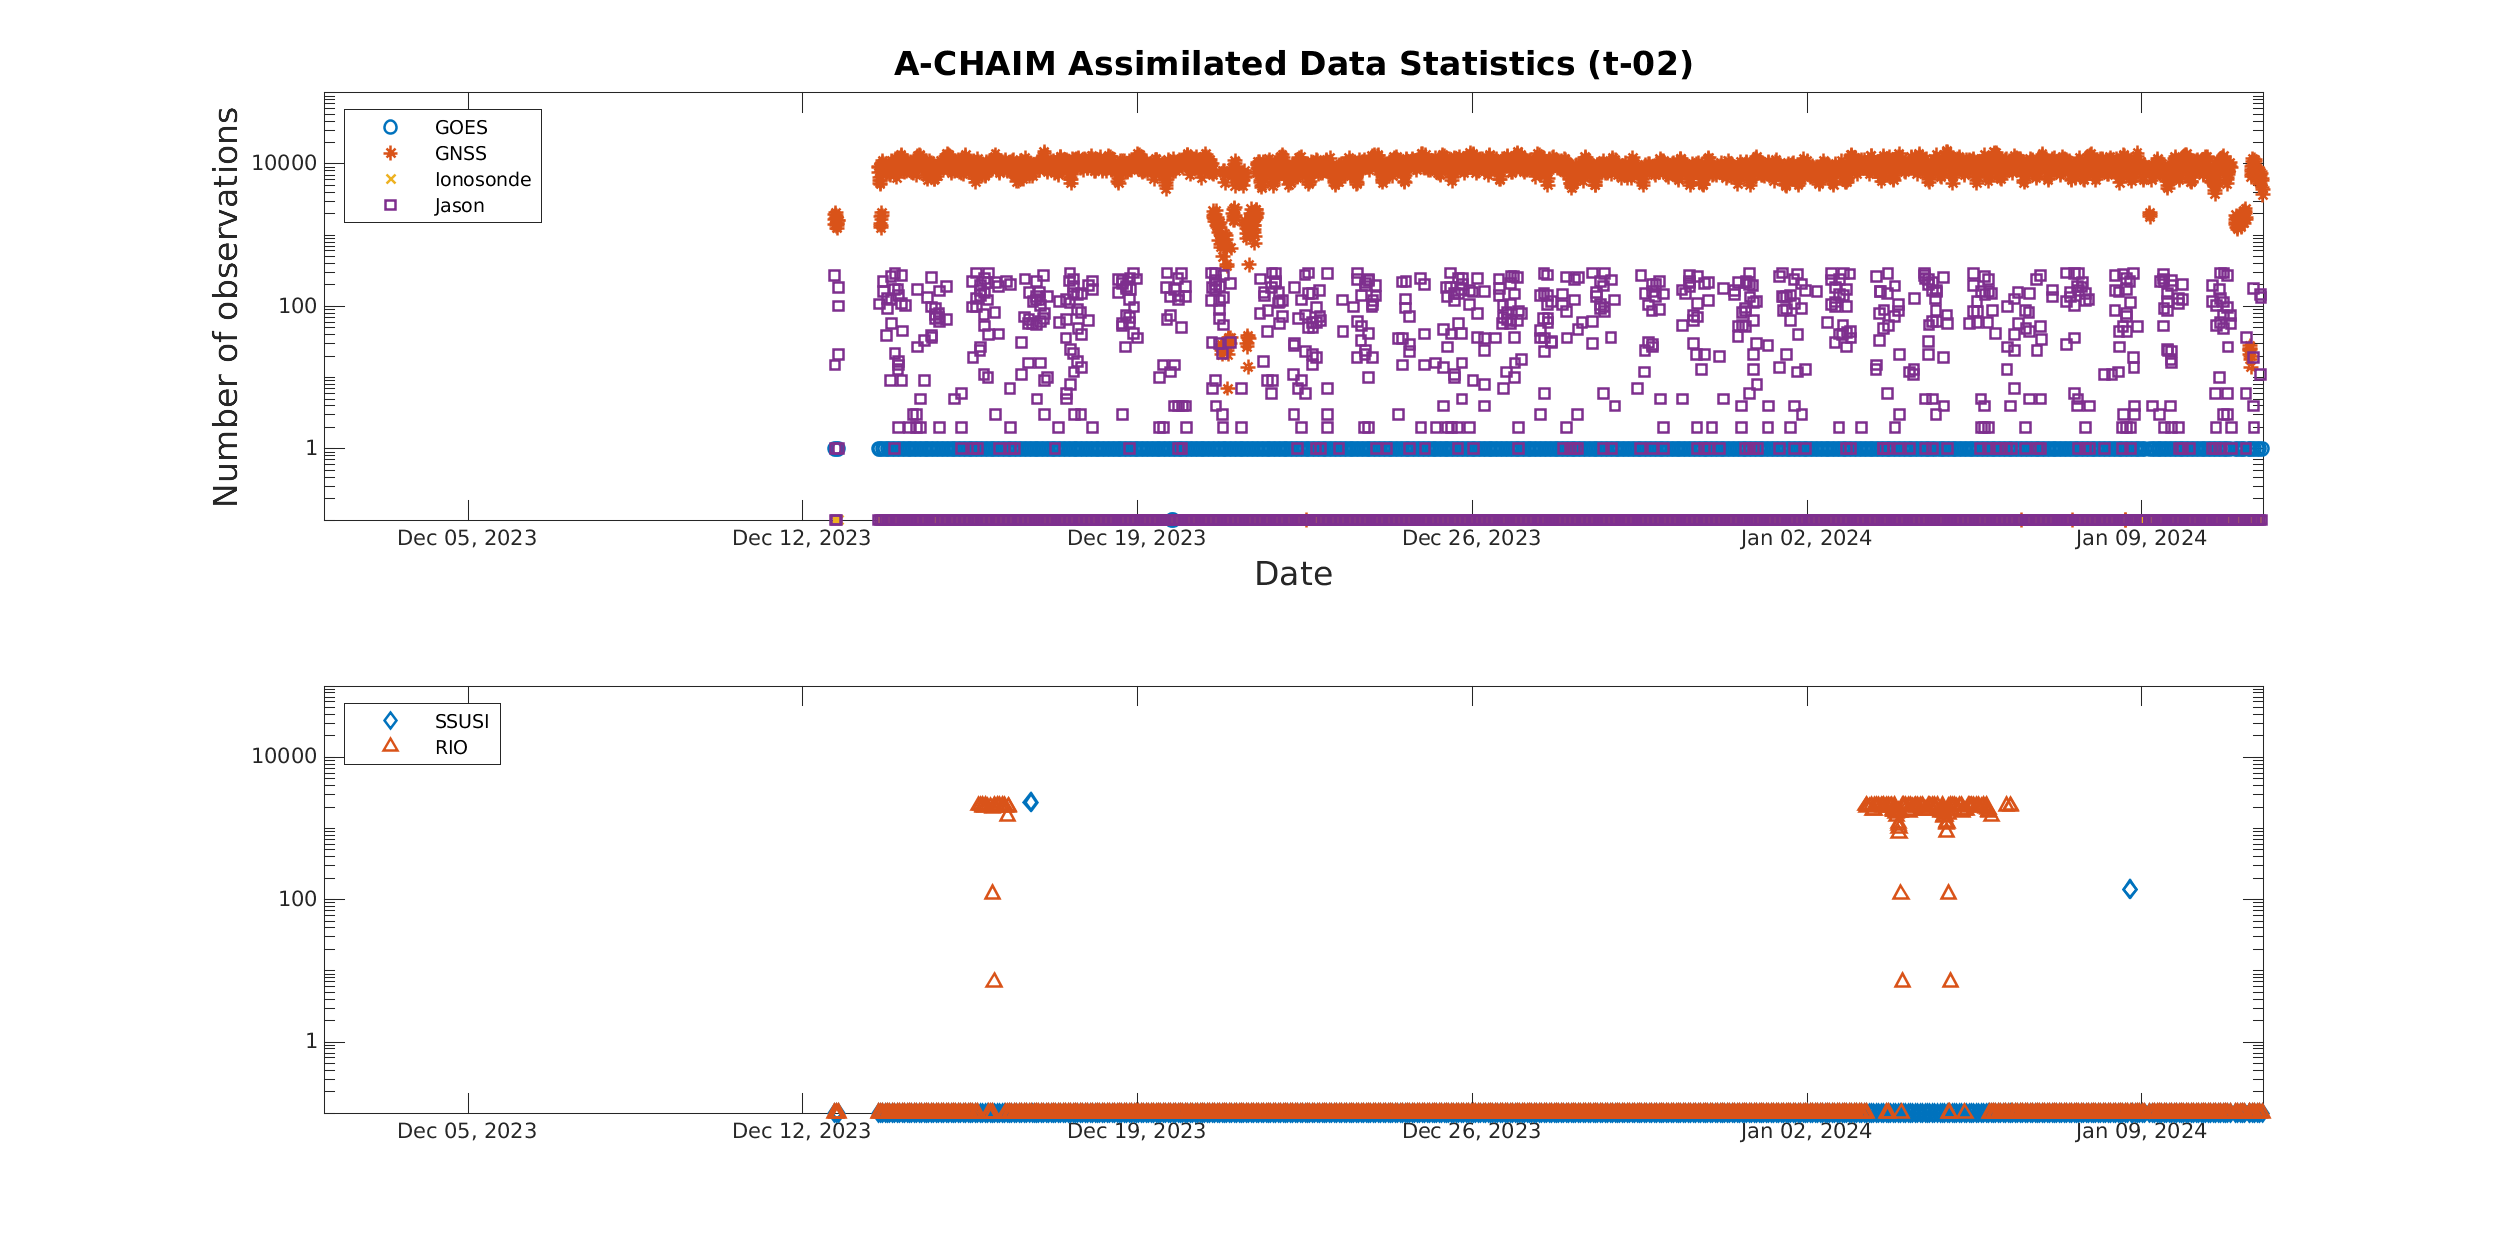 A-CHAIM Assimilated Data Statistics (t-02)
Number of observations
10000
100
1
GOES
GNSS
Ionosonde
Jason
Dec 05, 2023
Dec 12, 2023
Dec 19, 2023
Dec 26, 2023
Jan 02, 2024
Jan 09, 2024
Date
10000
100
1
SSUSI
RIO
Dec 05, 2023
Dec 12, 2023
Dec 19, 2023
Dec 26, 2023
Jan 02, 2024
Jan 09, 2024